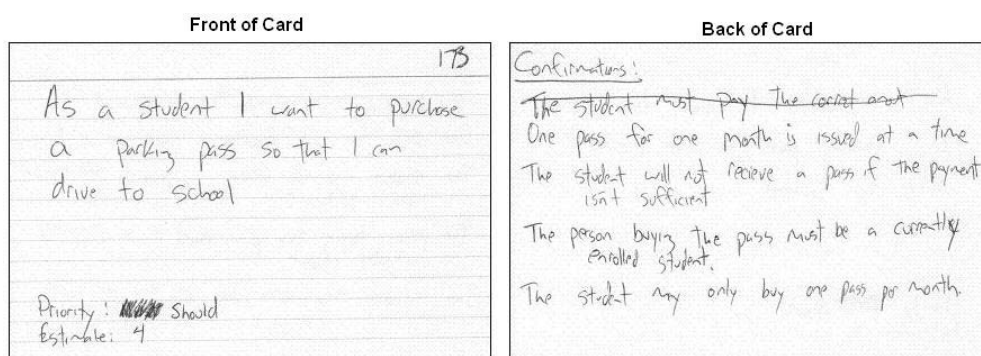 Front of Card
173
As a student I want to purchase
a parking pass so that I can
drive to school
Priority: Should
Estimate: 4
Back of Card
Confirmations:
The student must pay the correct amt
One pass for one month is issued at a time
The student will not recieve a pass if the payment
isn't sufficient
The person buying the pass must be a currently
enrolled student.
The student may only buy one pass per month.